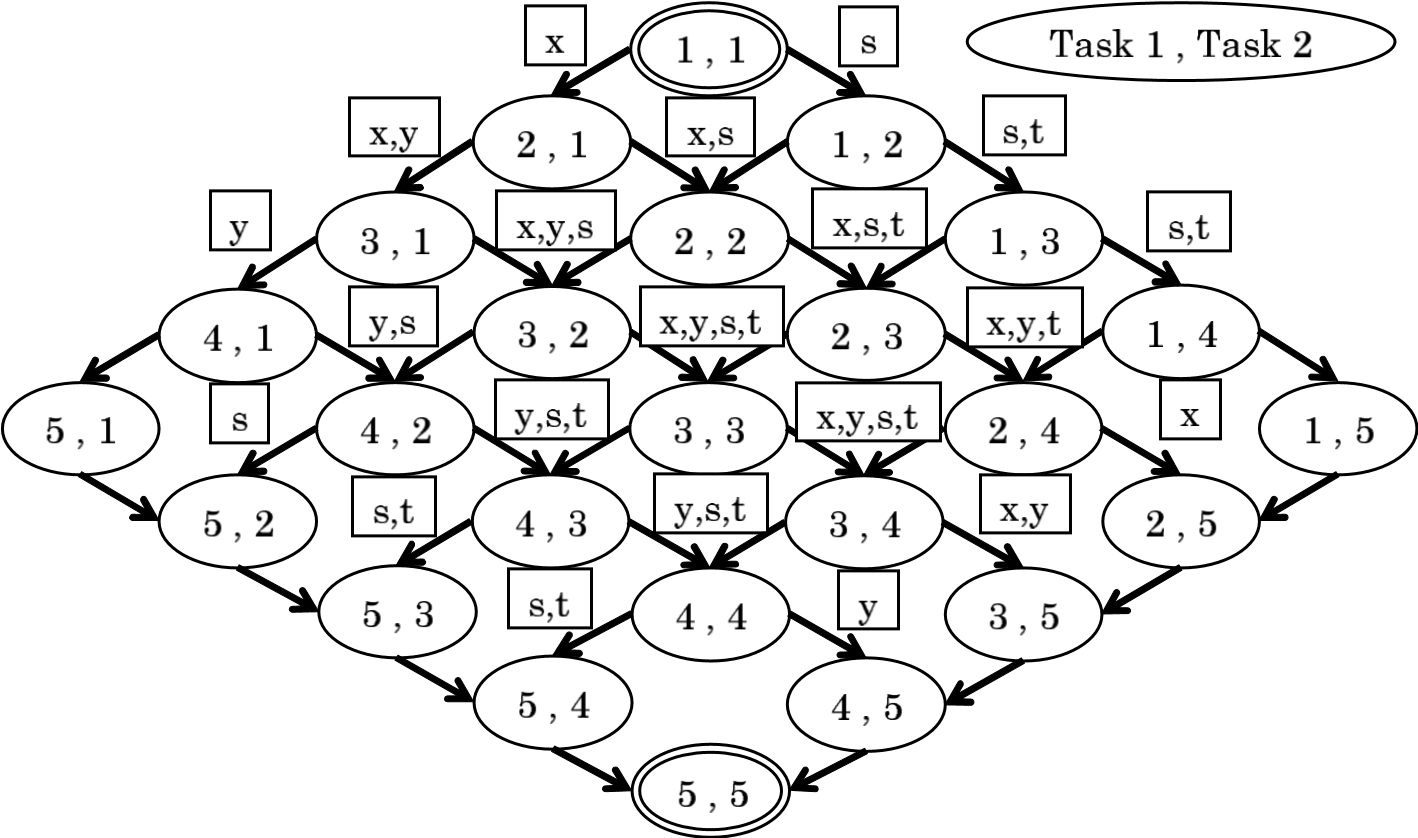 x
1 , 1
s
Task 1 , Task 2
x,y
2 , 1
x,s
1 , 2
s,t
y
3 , 1
x,y,s
2 , 2
x,s,t
1 , 3
s,t
4 , 1
y,s
3 , 2
x,y,s,t
2 , 3
x,y,t
1 , 4
5 , 1
s
4 , 2
y,s,t
3 , 3
x,y,s,t
2 , 4
x
1 , 5
5 , 2
s,t
4 , 3
y,s,t
3 , 4
x,y
2 , 5
5 , 3
s,t
4 , 4
y
3 , 5
5 , 4
4 , 5
5 , 5